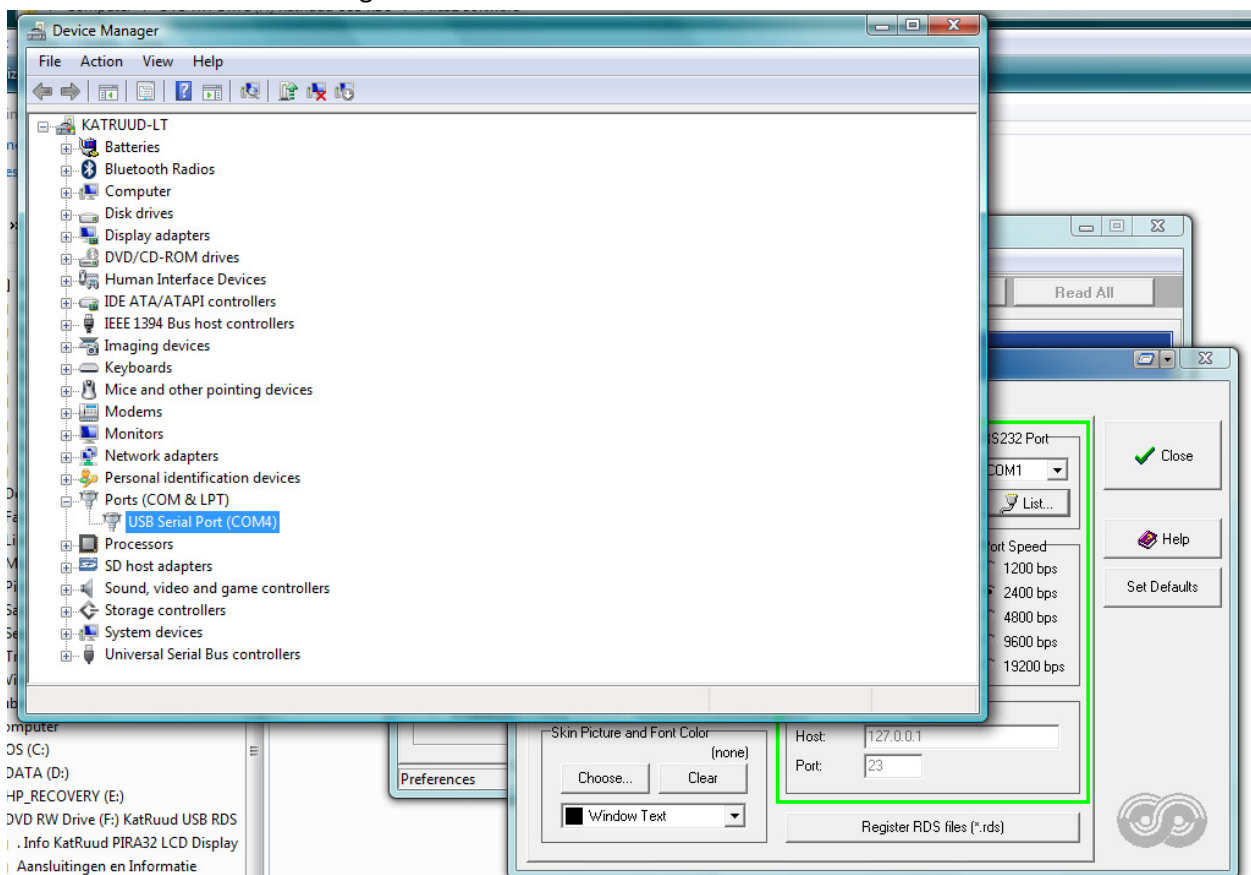 Device Manager
File Action View Help
KATRUUD-LT
Batteries
Bluetooth Radios
Computer
Disk drives
Display adapters
DVD/CD-ROM drives
Human Interface Devices
IDE ATA/ATAPI controllers
IEEE 1394 Bus host controllers
Imaging devices
Keyboards
Mice and other pointing devices
Modems
Monitors
Network adapters
Personal identification devices
Ports (COM & LPT)
USB Serial Port (COM4)
Processors
SD host adapters
Sound, video and game controllers
Storage controllers
System devices
Universal Serial Bus controllers
Read All
S232 Port
COM1
List...
Port Speed
1200 bps
2400 bps
4800 bps
9600 bps
19200 bps
Close
Help
Set Defaults
Host: 127.0.0.1
Port: 23
Skin Picture and Font Color
(none)
Choose... Clear
Window Text
Register RDS files (*.rds)
Preferences
omputer
OS (C:)
DATA (D:)
HP_RECOVERY (E:)
DVD RW Drive (F:) KatRuud USB RDS
. Info KatRuud PIRA32 LCD Display
Aansluitingen en Informatie